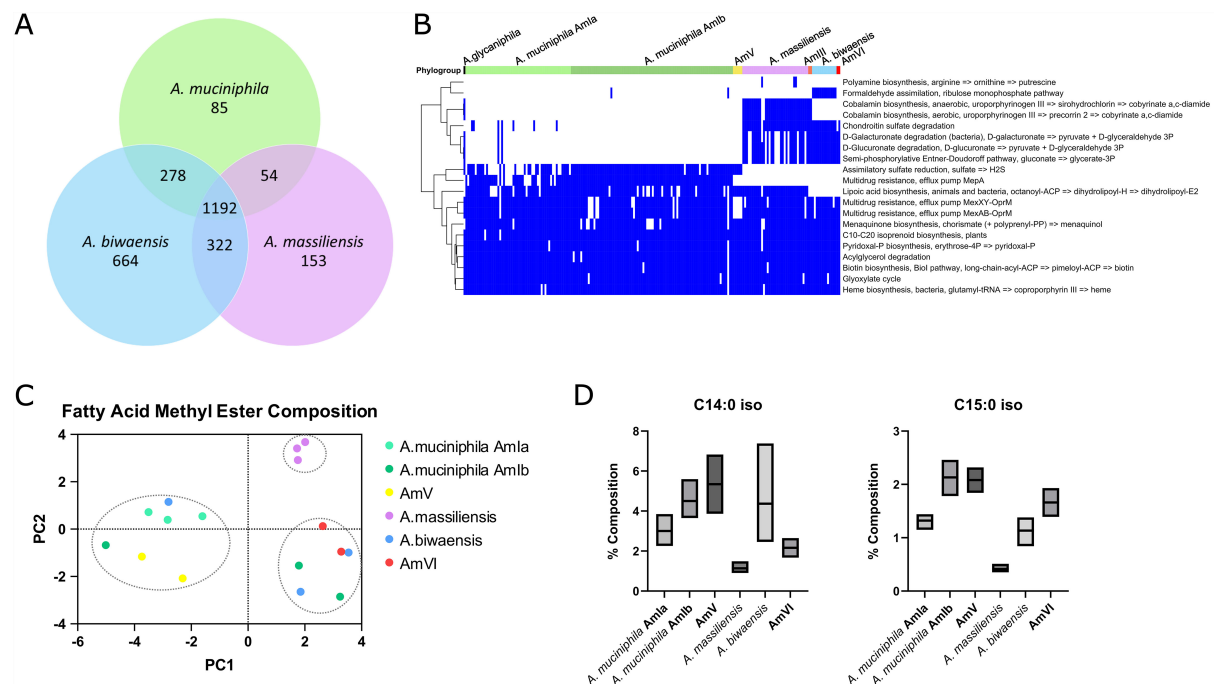 A
A. muciniphila
85
278
54
1192
A. biwaensis
664
322
A. massiliensis
153
B
A.glycaniphila
A. muciniphila AmIa
A. muciniphila AmIb
AmV
A. massiliensis
AmIII
A. biwaensis
AmVI
Phylogroup
Polyamine biosynthesis, arginine => ornithine => putrescine
Formaldehyde assimilation, ribulose monophosphate pathway
Cobalamin biosynthesis, anaerobic, uroporphyrinogen III => sirohydrochlorin => cobyrinate a,c-diamide
Cobalamin biosynthesis, aerobic, uroporphyrinogen III => precorrin 2 => cobyrinate a,c-diamide
Chondroitin sulfate degradation
D-Galacturonate degradation (bacteria), D-galacturonate => pyruvate + D-glyceraldehyde 3P
D-Glucuronate degradation, D-glucuronate => pyruvate + D-glyceraldehyde 3P
Semi-phosphorylative Entner-Doudoroff pathway, gluconate => glycerate-3P
Assimilatory sulfate reduction, sulfate => H2S
Multidrug resistance, efflux pump MepA
Lipoic acid biosynthesis, animals and bacteria, octanoyl-ACP => dihydrolipoyl-H => dihydrolipoyl-E2
Multidrug resistance, efflux pump MexXY-OprM
Multidrug resistance, efflux pump MexAB-OprM
Menaquinone biosynthesis, chorismate (+ polyprenyl-PP) => menaquinol
C10-C20 isoprenoid biosynthesis, plants
Pyridoxal-P biosynthesis, erythrose-4P => pyridoxal-P
Acylglycerol degradation
Biotin biosynthesis, BioI pathway, long-chain-acyl-ACP => pimeloyl-ACP => biotin
Glyoxylate cycle
Heme biosynthesis, bacteria, glutamyl-tRNA => coproporphyrin III => heme
C
Fatty Acid Methyl Ester Composition
4
2
0
-2
-4
PC2
-6
-4
-2
0
2
4
PC1
A.muciniphila AmIa
A.muciniphila AmIb
AmV
A.massiliensis
A.biwaensis
AmVI
D
C14:0 iso
8
6
4
2
0
% Composition
A. muciniphila AmIa
A. muciniphila AmIb
AmV
A. massiliensis
A. biwaensis
AmVI
C15:0 iso
3
2
1
0
% Composition
A. muciniphila AmIa
A. muciniphila AmIb
AmV
A. massiliensis
A. biwaensis
AmVI